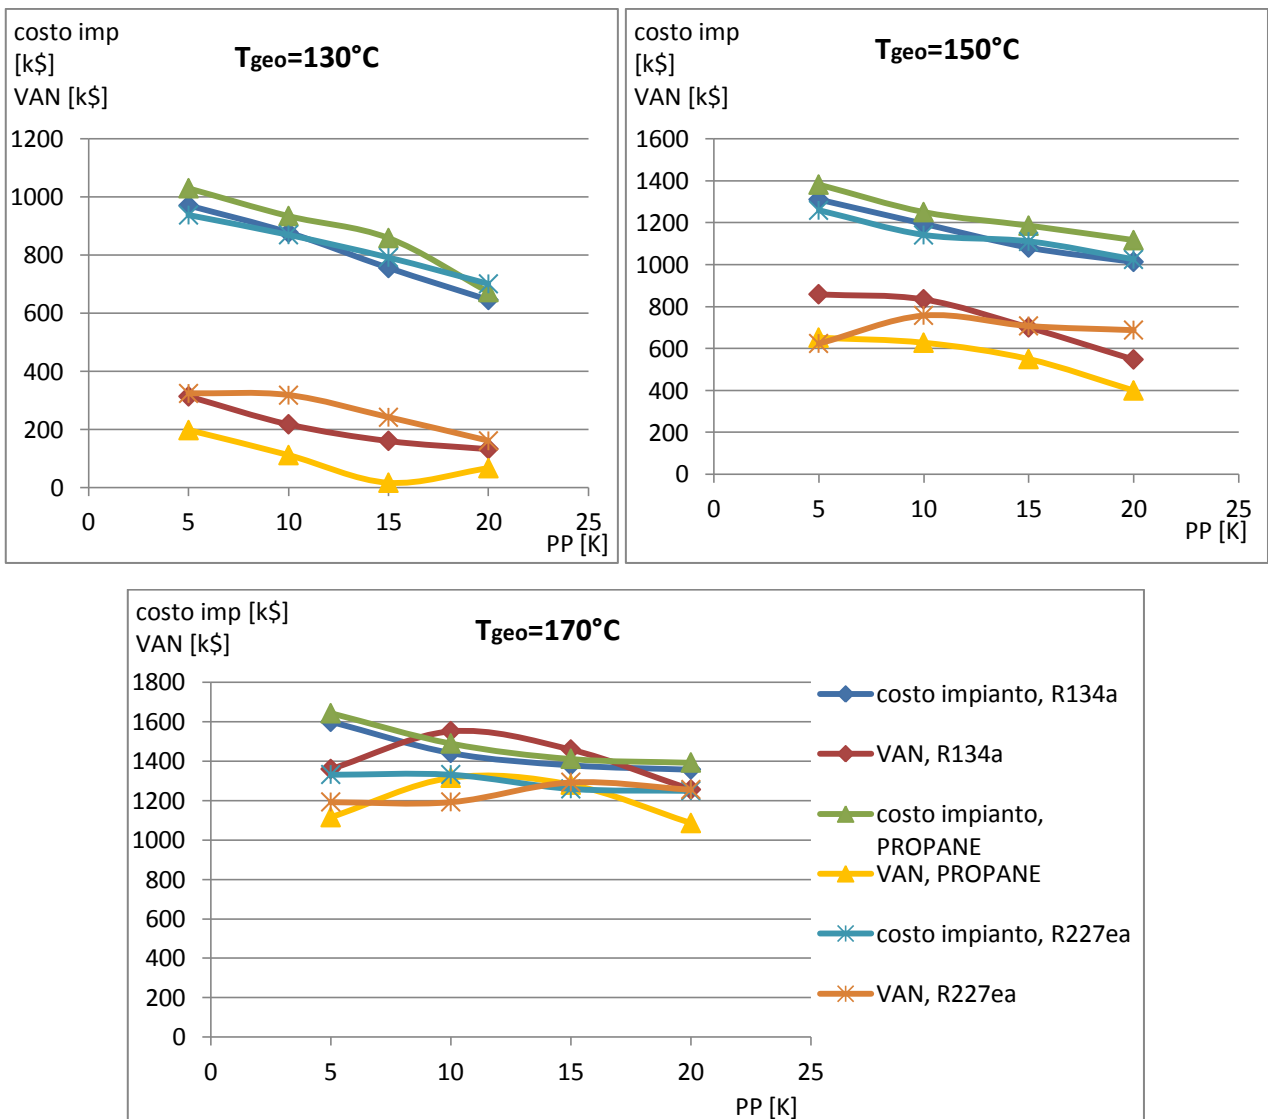 costo imp
[k$]
VAN [k$]
Tgeo=130°C
1200
1000
800
600
400
200
0
0 5 10 15 20 25
PP [K]
costo imp
[k$]
VAN [k$]
Tgeo=150°C
1600
1400
1200
1000
800
600
400
200
0
0 5 10 15 20 25
PP [K]
costo imp [k$]
VAN [k$]
Tgeo=170°C
1800
1600
1400
1200
1000
800
600
400
200
0
0 5 10 15 20 25
PP [K]
costo impianto, R134a
VAN, R134a
costo impianto,
PROPANE
VAN, PROPANE
costo impianto, R227ea
VAN, R227ea